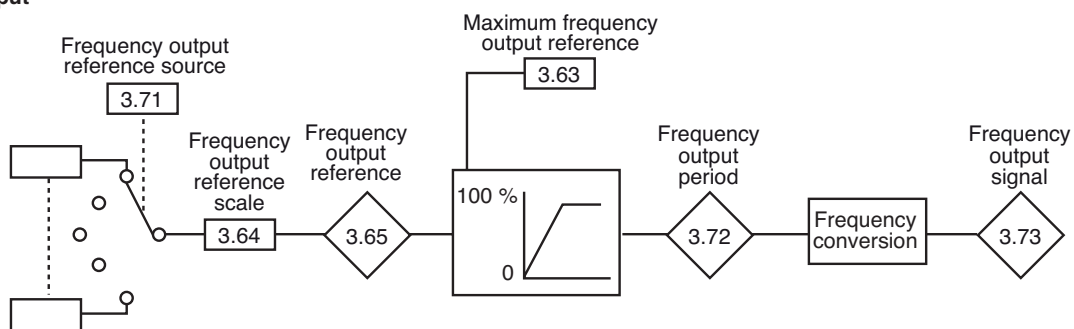 Maximum frequency
output reference
3.63
Frequency output
reference source
3.71
Frequency
output
reference
scale
3.64
Frequency
output
reference
3.65
100 %
0
Frequency
output
period
3.72
Frequency
conversion
Frequency
output
signal
3.73